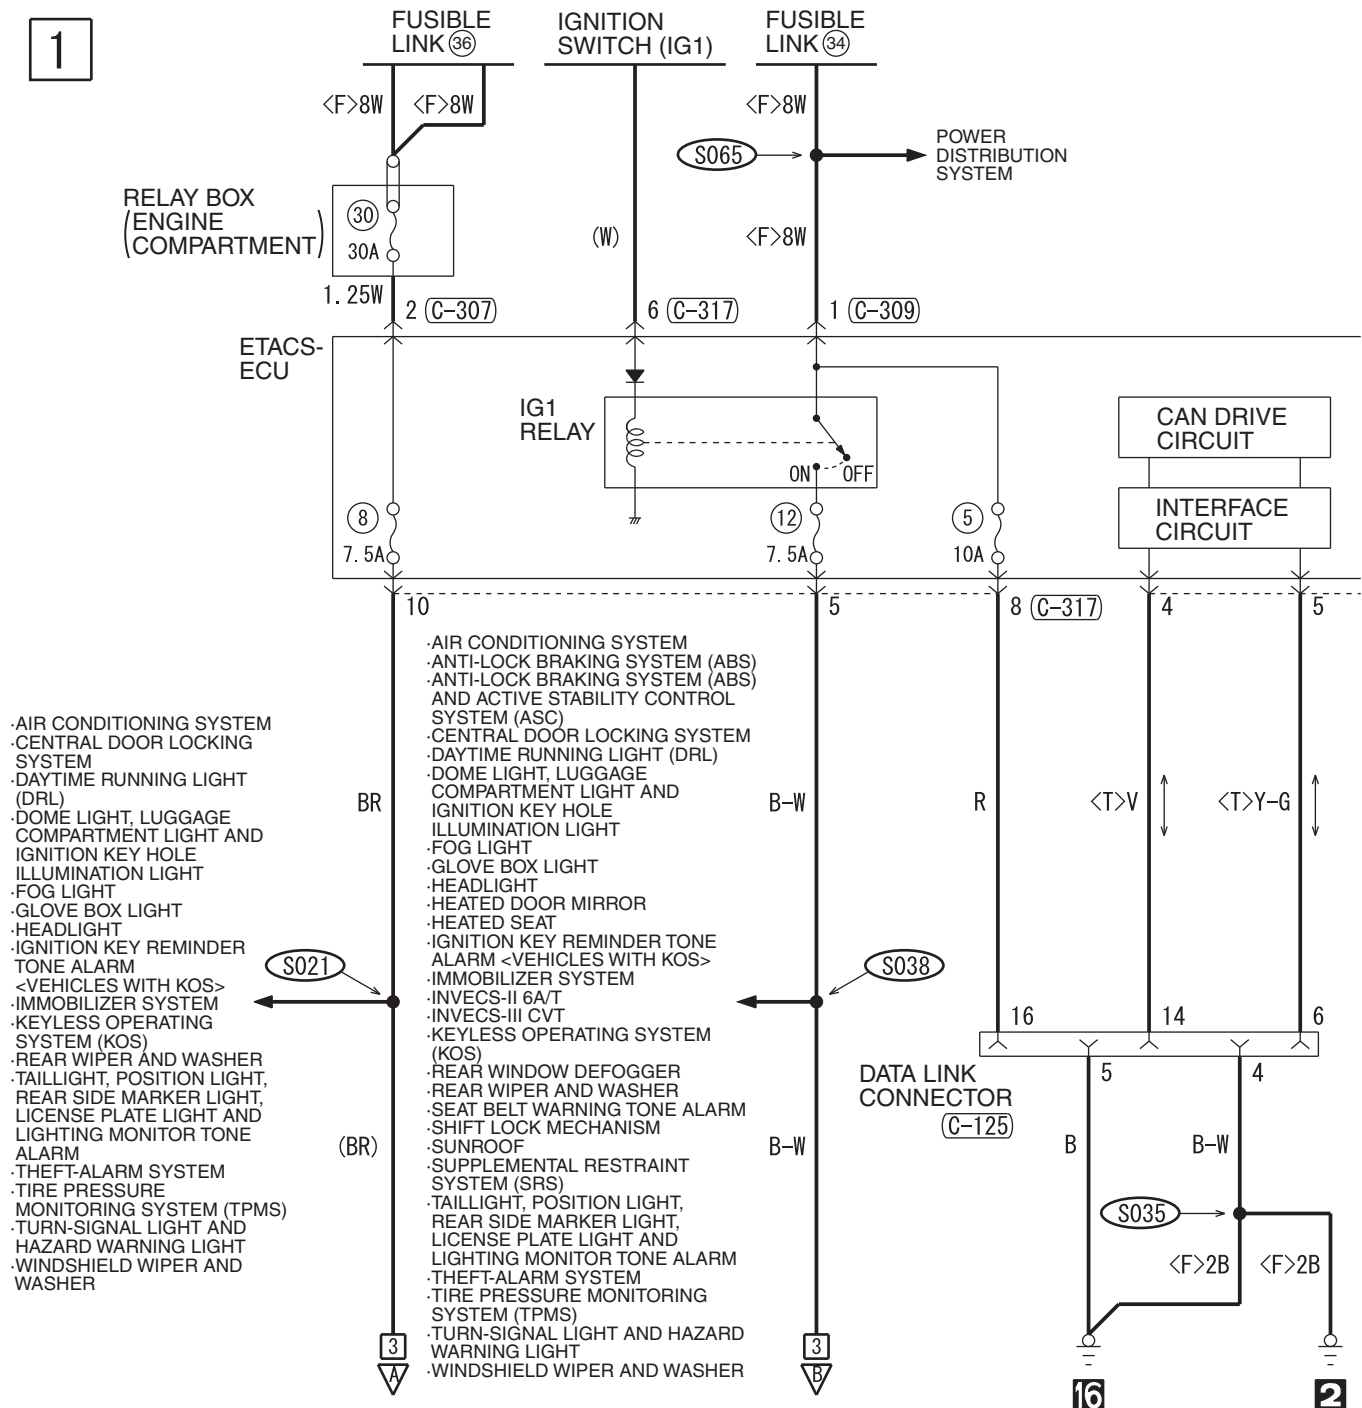 1
FUSIBLE
LINK 36
IGNITION
SWITCH (IG1)
FUSIBLE
LINK 34
<F>8W
<F>8W
<F>8W
S065
POWER
DISTRIBUTION
SYSTEM
RELAY BOX
(ENGINE
COMPARTMENT)
30
30A
(W)
<F>8W
1.25W
2 (C-307)
6 (C-317)
1 (C-309)
ETACS-
ECU
IG1
RELAY
ON
OFF
CAN DRIVE
CIRCUIT
INTERFACE
CIRCUIT
8
7.5A
12
7.5A
5
10A
10
5
8 (C-317)
4
5
·AIR CONDITIONING SYSTEM
·CENTRAL DOOR LOCKING
SYSTEM
·DAYTIME RUNNING LIGHT
(DRL)
·DOME LIGHT, LUGGAGE
COMPARTMENT LIGHT AND
IGNITION KEY HOLE
ILLUMINATION LIGHT
·FOG LIGHT
·GLOVE BOX LIGHT
·HEADLIGHT
·IGNITION KEY REMINDER
TONE ALARM
<VEHICLES WITH KOS>
·IMMOBILIZER SYSTEM
·KEYLESS OPERATING
SYSTEM (KOS)
·REAR WIPER AND WASHER
·TAILLIGHT, POSITION LIGHT,
REAR SIDE MARKER LIGHT,
LICENSE PLATE LIGHT AND
LIGHTING MONITOR TONE
ALARM
·THEFT-ALARM SYSTEM
·TIRE PRESSURE
MONITORING SYSTEM (TPMS)
·TURN-SIGNAL LIGHT AND
HAZARD WARNING LIGHT
·WINDSHIELD WIPER AND
WASHER
BR
S021
(BR)
·AIR CONDITIONING SYSTEM
·ANTI-LOCK BRAKING SYSTEM (ABS)
·ANTI-LOCK BRAKING SYSTEM (ABS)
AND ACTIVE STABILITY CONTROL
SYSTEM (ASC)
·CENTRAL DOOR LOCKING SYSTEM
·DAYTIME RUNNING LIGHT (DRL)
·DOME LIGHT, LUGGAGE
COMPARTMENT LIGHT AND
IGNITION KEY HOLE
ILLUMINATION LIGHT
·FOG LIGHT
·GLOVE BOX LIGHT
·HEADLIGHT
·HEATED DOOR MIRROR
·HEATED SEAT
·IGNITION KEY REMINDER TONE
ALARM <VEHICLES WITH KOS>
·IMMOBILIZER SYSTEM
·INVECS-II 6A/T
·INVECS-III CVT
·KEYLESS OPERATING SYSTEM
(KOS)
·REAR WINDOW DEFOGGER
·REAR WIPER AND WASHER
·SEAT BELT WARNING TONE ALARM
·SHIFT LOCK MECHANISM
·SUNROOF
·SUPPLEMENTAL RESTRAINT
SYSTEM (SRS)
·TAILLIGHT, POSITION LIGHT,
REAR SIDE MARKER LIGHT,
LICENSE PLATE LIGHT AND
LIGHTING MONITOR TONE ALARM
·THEFT-ALARM SYSTEM
·TIRE PRESSURE MONITORING
SYSTEM (TPMS)
·TURN-SIGNAL LIGHT AND HAZARD
WARNING LIGHT
·WINDSHIELD WIPER AND WASHER
B-W
S038
B-W
R
<T>V
<T>Y-G
16
14
6
DATA LINK
CONNECTOR
(C-125)
5
4
B
B-W
S035
<F>2B
<F>2B
3
A
3
B
16
2